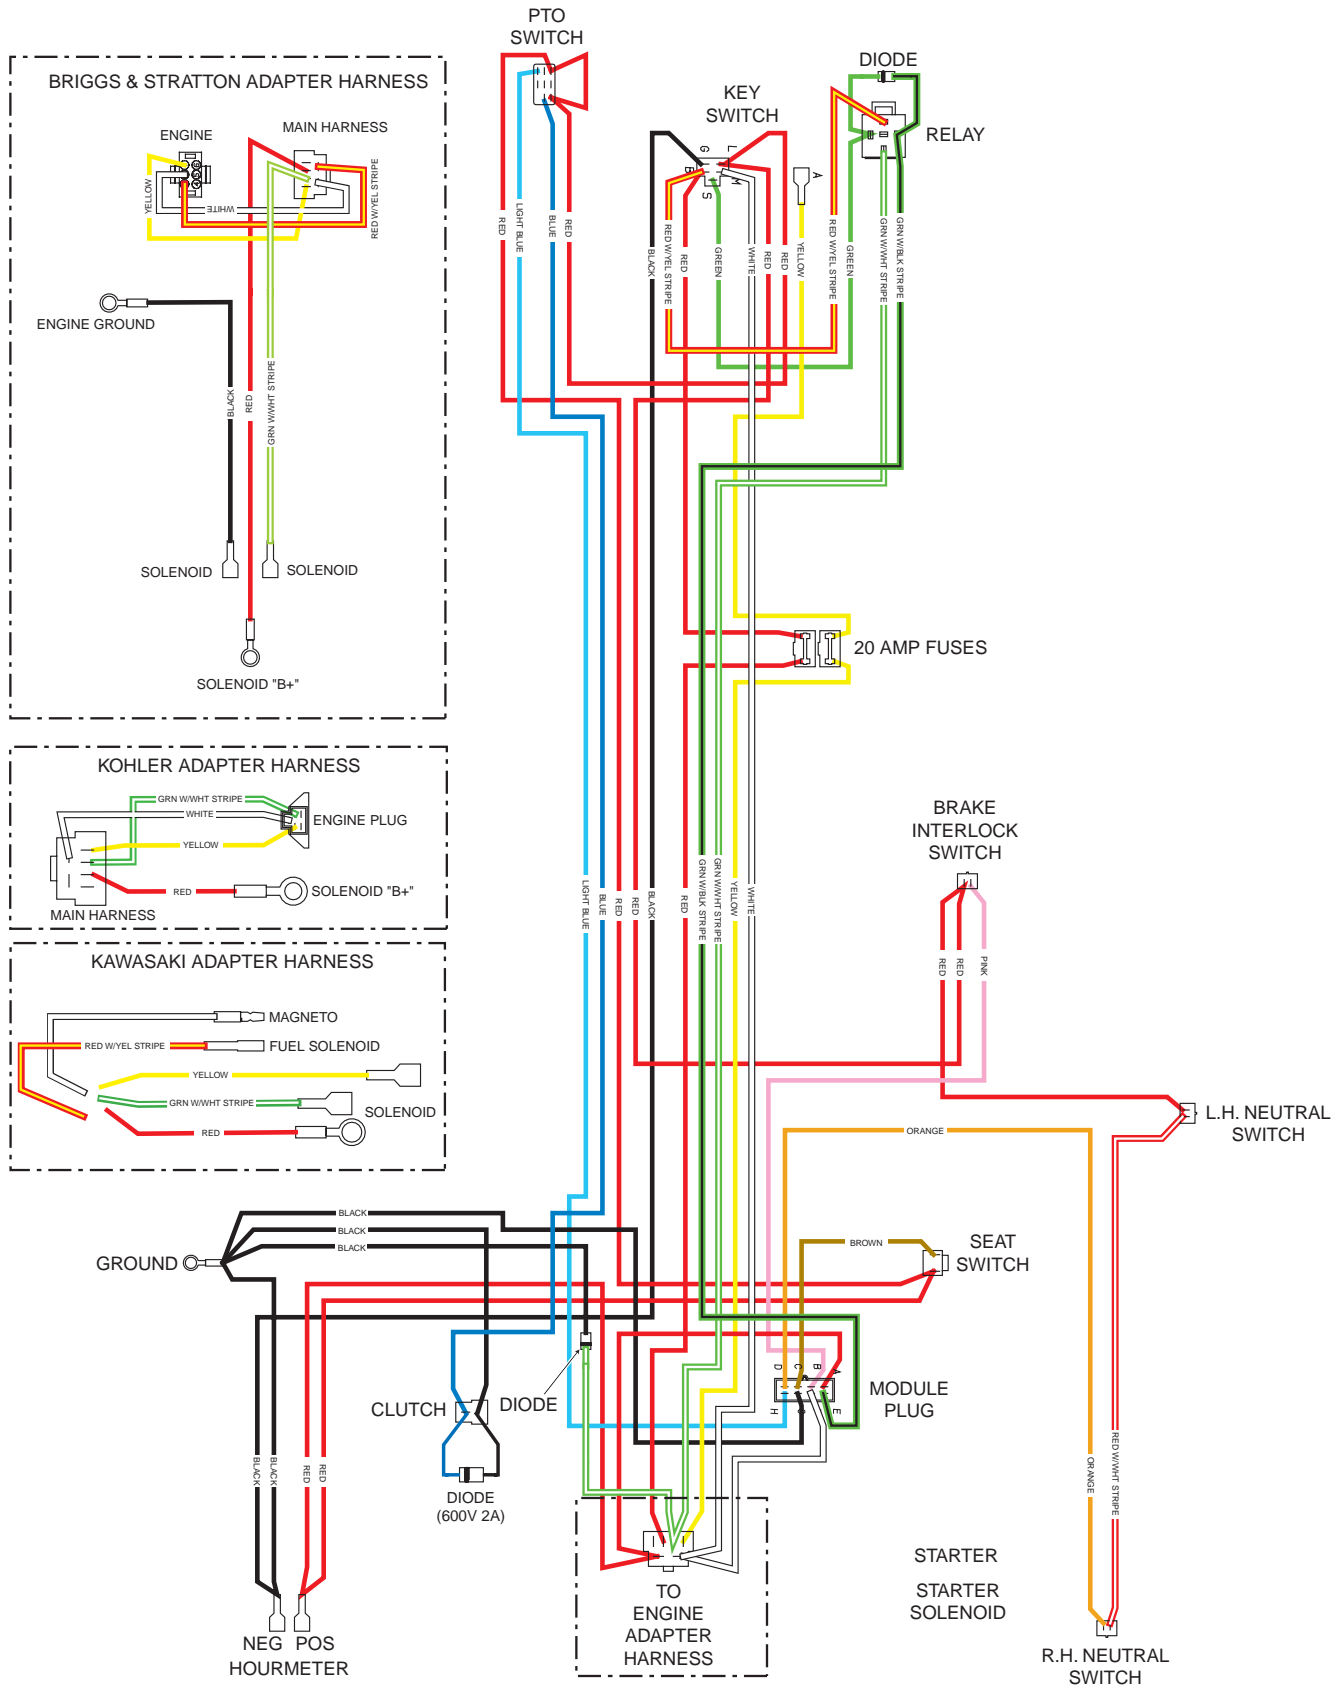 PTO
SWITCH
DIODE
KEY
SWITCH
RELAY
G
L
B
M
S
A
RED
LIGHT BLUE
BLUE
RED
BLACK
RED W/YEL STRIPE
RED
GREEN
WHITE
RED
RED
YELLOW
RED W/YEL STRIPE
GREEN
GRN W/WHT STRIPE
GRN W/BLK STRIPE
BRIGGS & STRATTON ADAPTER HARNESS
ENGINE
MAIN HARNESS
YELLOW
WHITE
RED W/YEL STRIPE
ENGINE GROUND
BLACK
RED
GRN W/WHT STRIPE
SOLENOID
SOLENOID
SOLENOID "B+"
20 AMP FUSES
KOHLER ADAPTER HARNESS
GRN W/WHT STRIPE
WHITE
ENGINE PLUG
YELLOW
RED
SOLENOID "B+"
MAIN HARNESS
LIGHT BLUE
BLUE
RED
RED
BLACK
RED
GRN W/BLK STRIPE
YELLOW
WHITE
GRN W/WHT STRIPE
BRAKE
INTERLOCK
SWITCH
RED
RED
PINK
KAWASAKI ADAPTER HARNESS
MAGNETO
RED W/YEL STRIPE
FUEL SOLENOID
YELLOW
GRN W/WHT STRIPE
SOLENOID
RED
L.H. NEUTRAL
SWITCH
ORANGE
BLACK
BLACK
BLACK
GROUND
BROWN
SEAT
SWITCH
D
C
B
A
H
G
E
MODULE
PLUG
CLUTCH
DIODE
DIODE
(600V 2A)
BLACK
BLACK
RED
RED
ORANGE
RED W/WHT STRIPE
STARTER
STARTER
SOLENOID
TO
ENGINE
ADAPTER
HARNESS
NEG POS
HOURMETER
R.H. NEUTRAL
SWITCH